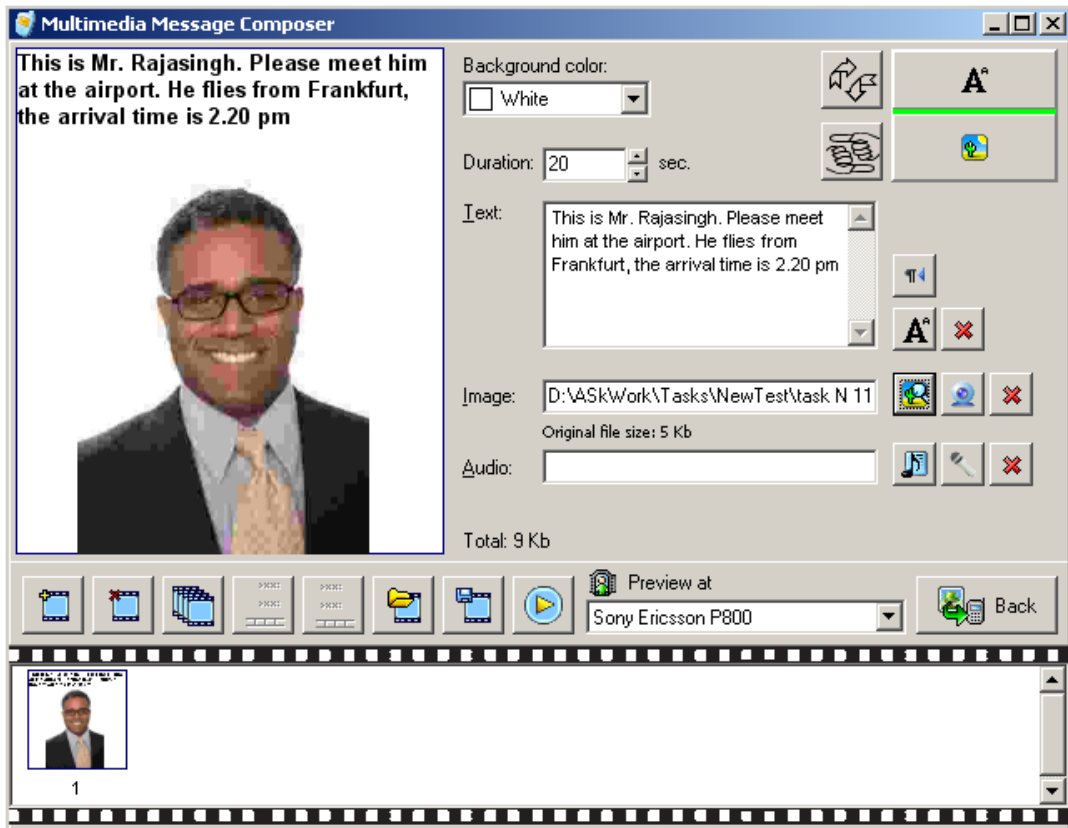 Multimedia Message Composer
This is Mr. Rajasingh. Please meet him
at the airport. He flies from Frankfurt,
the arrival time is 2.20 pm
Background color:
White
Duration: 20 sec.
Text:
This is Mr. Rajasingh. Please meet
him at the airport. He flies from
Frankfurt, the arrival time is 2.20 pm
Image: D:\ASkWork\Tasks\NewTest\task N 11
Original file size: 5 Kb
Audio:
Total: 9 Kb
Preview at
Sony Ericsson P800
Back
1